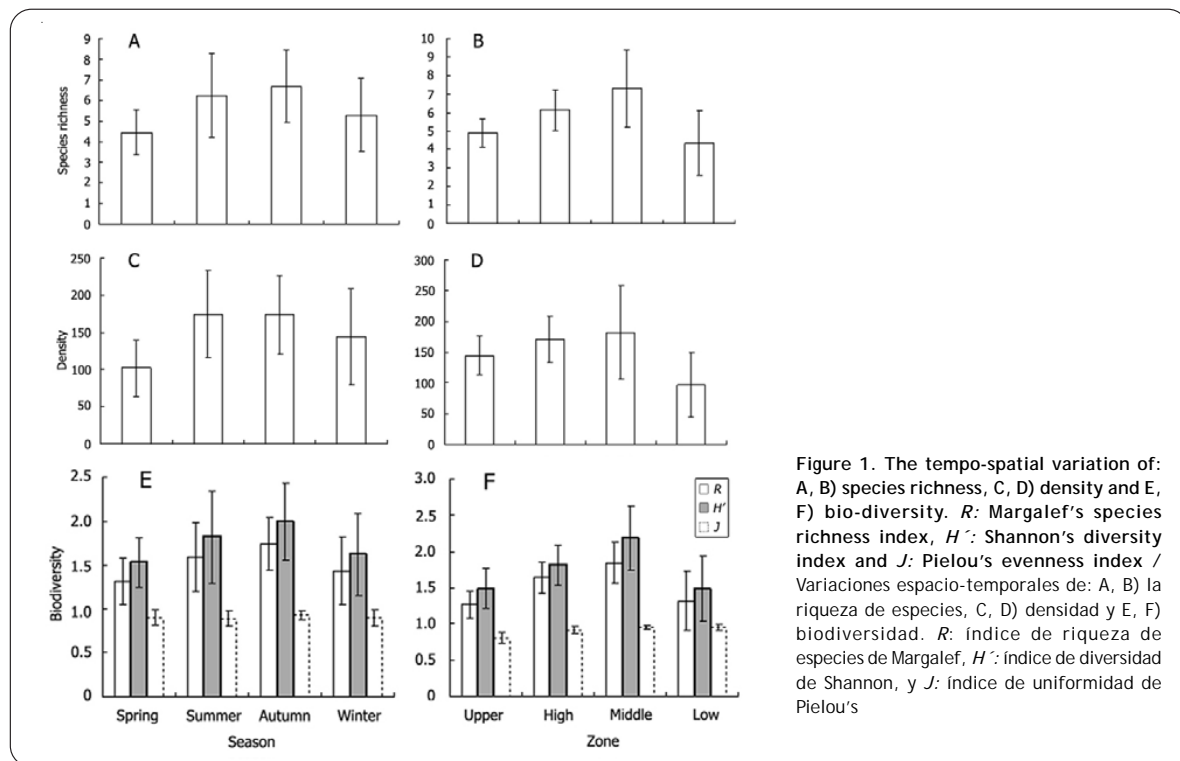 A
9
8
7
6
5
4
3
2
1
0
Species richness
B
10
9
8
7
6
5
4
3
2
1
0
C
250
200
150
100
50
0
Density
D
300
250
200
150
100
50
0
E
2.5
2.0
1.5
1.0
0.5
0
Biodiversity
Spring Summer Autumn Winter
Season
F
3.0
2.5
2.0
1.5
1.0
0.5
0
R
H'
J
Upper High Middle Low
Zone
Figure 1. The tempo-spatial variation of:
A, B) species richness, C, D) density and E,
F) bio-diversity. R: Margalef's species
richness index, H´: Shannon's diversity
index and J: Pielou's evenness index /
Variaciones espacio-temporales de: A, B) la
riqueza de especies, C, D) densidad y E, F)
biodiversidad. R: índice de riqueza de
especies de Margalef, H´: índice de diversidad
de Shannon, y J: índice de uniformidad de
Pielou's